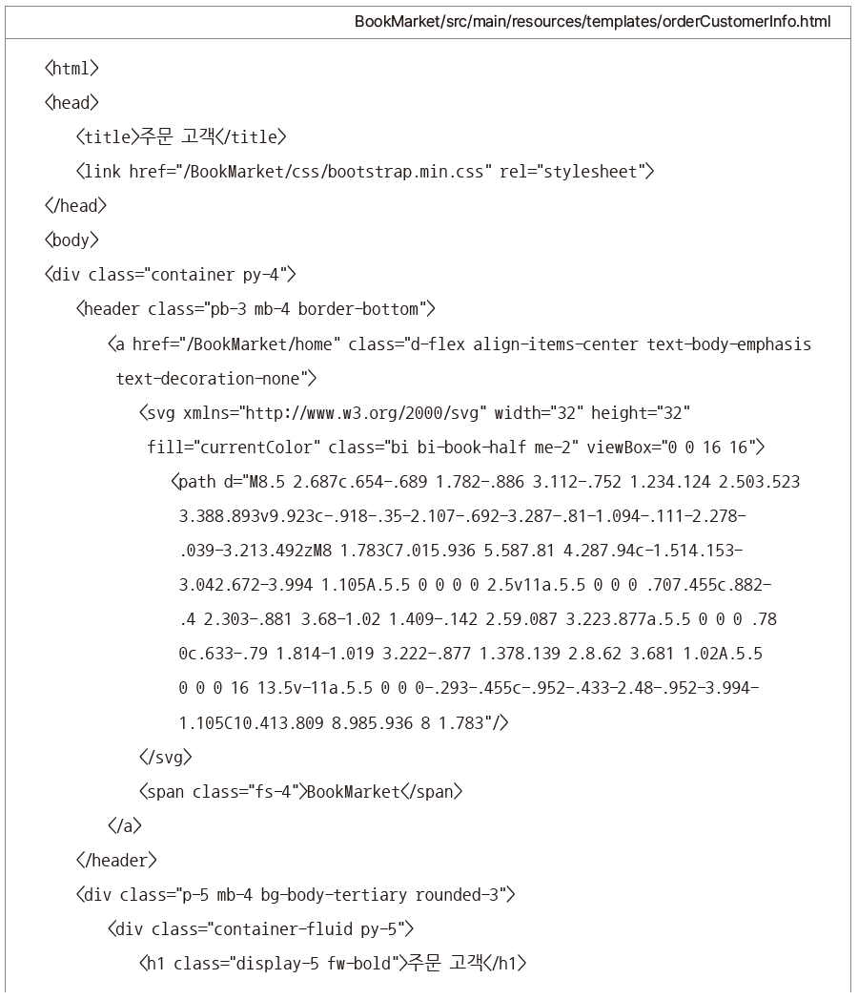 BookMarket/src/main/resources/templates/orderCustomerInfo.html
<html>
<head>
<title>주문 고객</title>
<link href="/BookMarket/css/bootstrap.min.css" rel="stylesheet">
</head>
<body>
<div class="container py-4">
<header class="pb-3 mb-4 border-bottom">
<a href="/BookMarket/home" class="d-flex align-items-center text-body-emphasis
text-decoration-none">
<svg xmlns="http://www.w3.org/2000/svg" width="32" height="32"
fill="currentColor" class="bi bi-book-half me-2" viewBox="0 0 16 16">
<path d="M8.5 2.687c.654-.689 1.782-.886 3.112-.752 1.234.124 2.503.523
3.388.893v9.923c-.918-.35-2.107-.692-3.287-.81-1.094-.111-2.278-
.039-3.213.492zM8 1.783C7.015.936 5.587.81 4.287.94c-1.514.153-
3.042.672-3.994 1.105A.5.5 0 0 0 0 2.5v11a.5.5 0 0 0 .707.455c.882-
.4 2.303-.881 3.68-1.02 1.409-.142 2.59.087 3.223.877a.5.5 0 0 0 .78
0c.633-.79 1.814-1.019 3.222-.877 1.378.139 2.8.62 3.681 1.02A.5.5
0 0 0 16 13.5v-11a.5.5 0 0 0-.293-.455c-.952-.433-2.48-.952-3.994-
1.105C10.413.809 8.985.936 8 1.783"/>
</svg>
<span class="fs-4">BookMarket</span>
</a>
</header>
<div class="p-5 mb-4 bg-body-tertiary rounded-3">
<div class="container-fluid py-5">
<h1 class="display-5 fw-bold">주문 고객</h1>